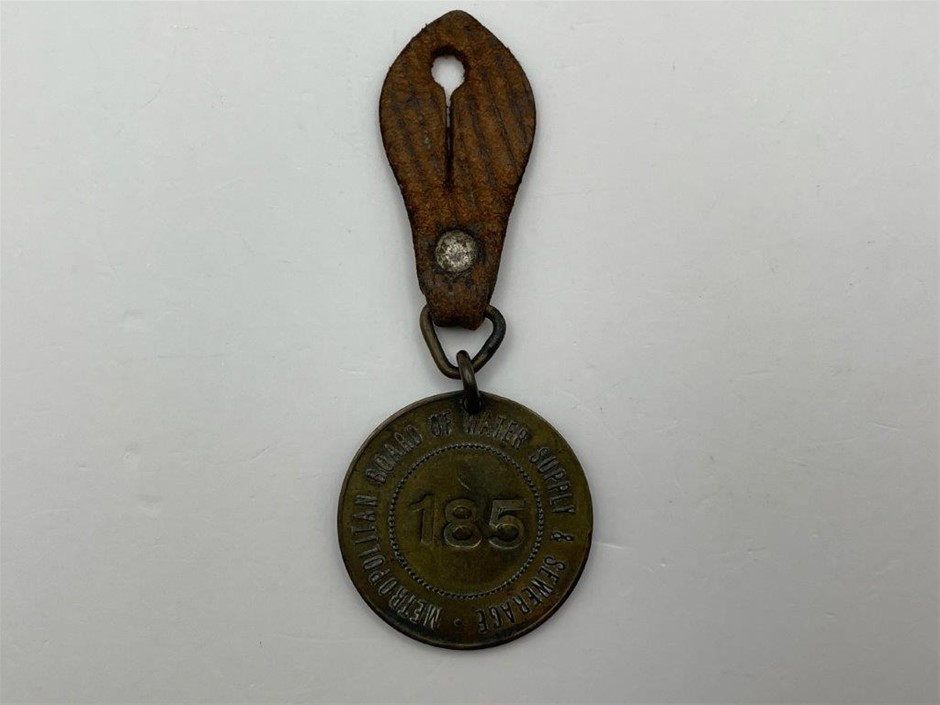 METROPOLITAN BOARD OF WATER SUPPLY & SEWERAGE •
185